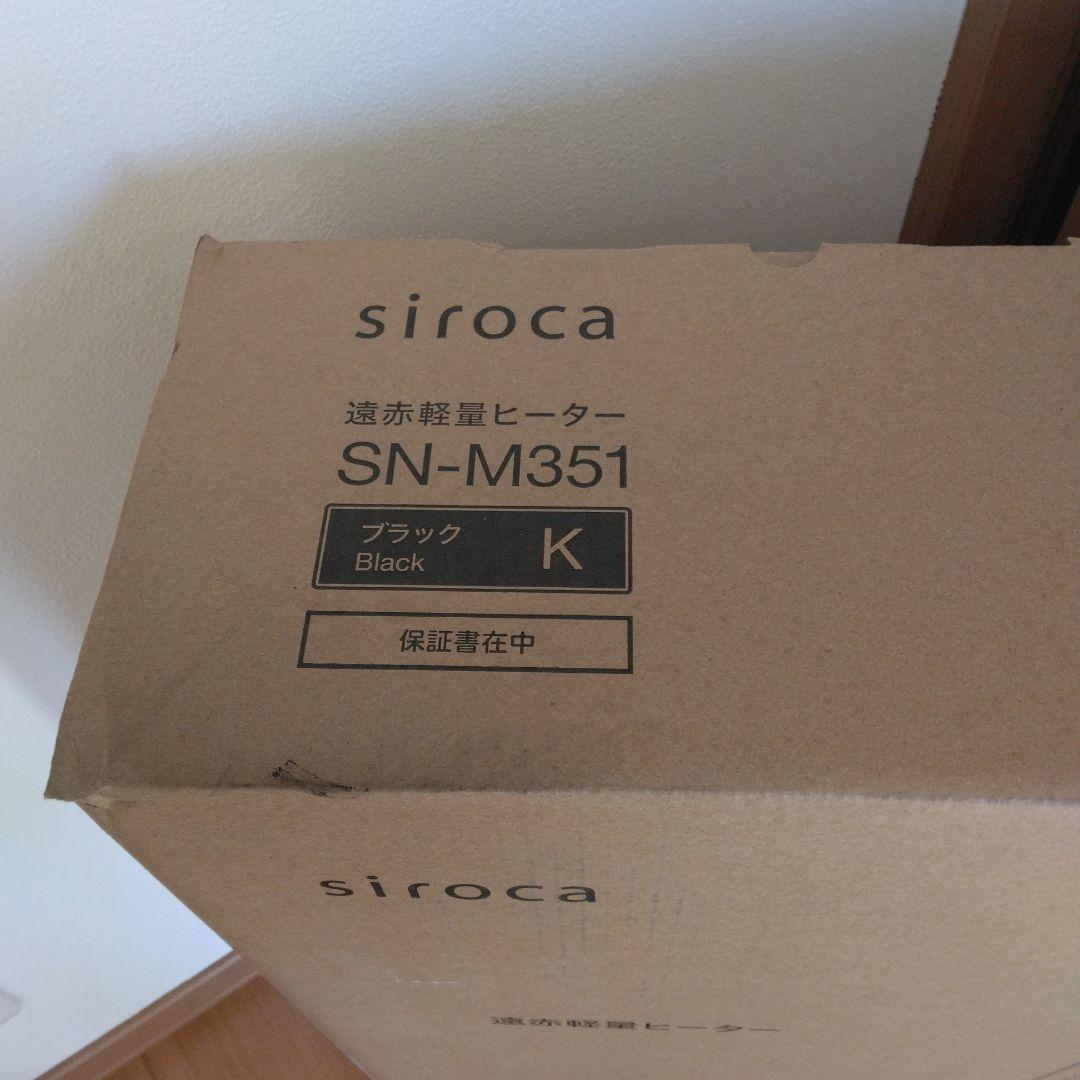 siroca
遠赤軽量ヒーター
SN-M351
ブラック
Black
K
保証書在中
siroca
遠赤軽量ヒーター